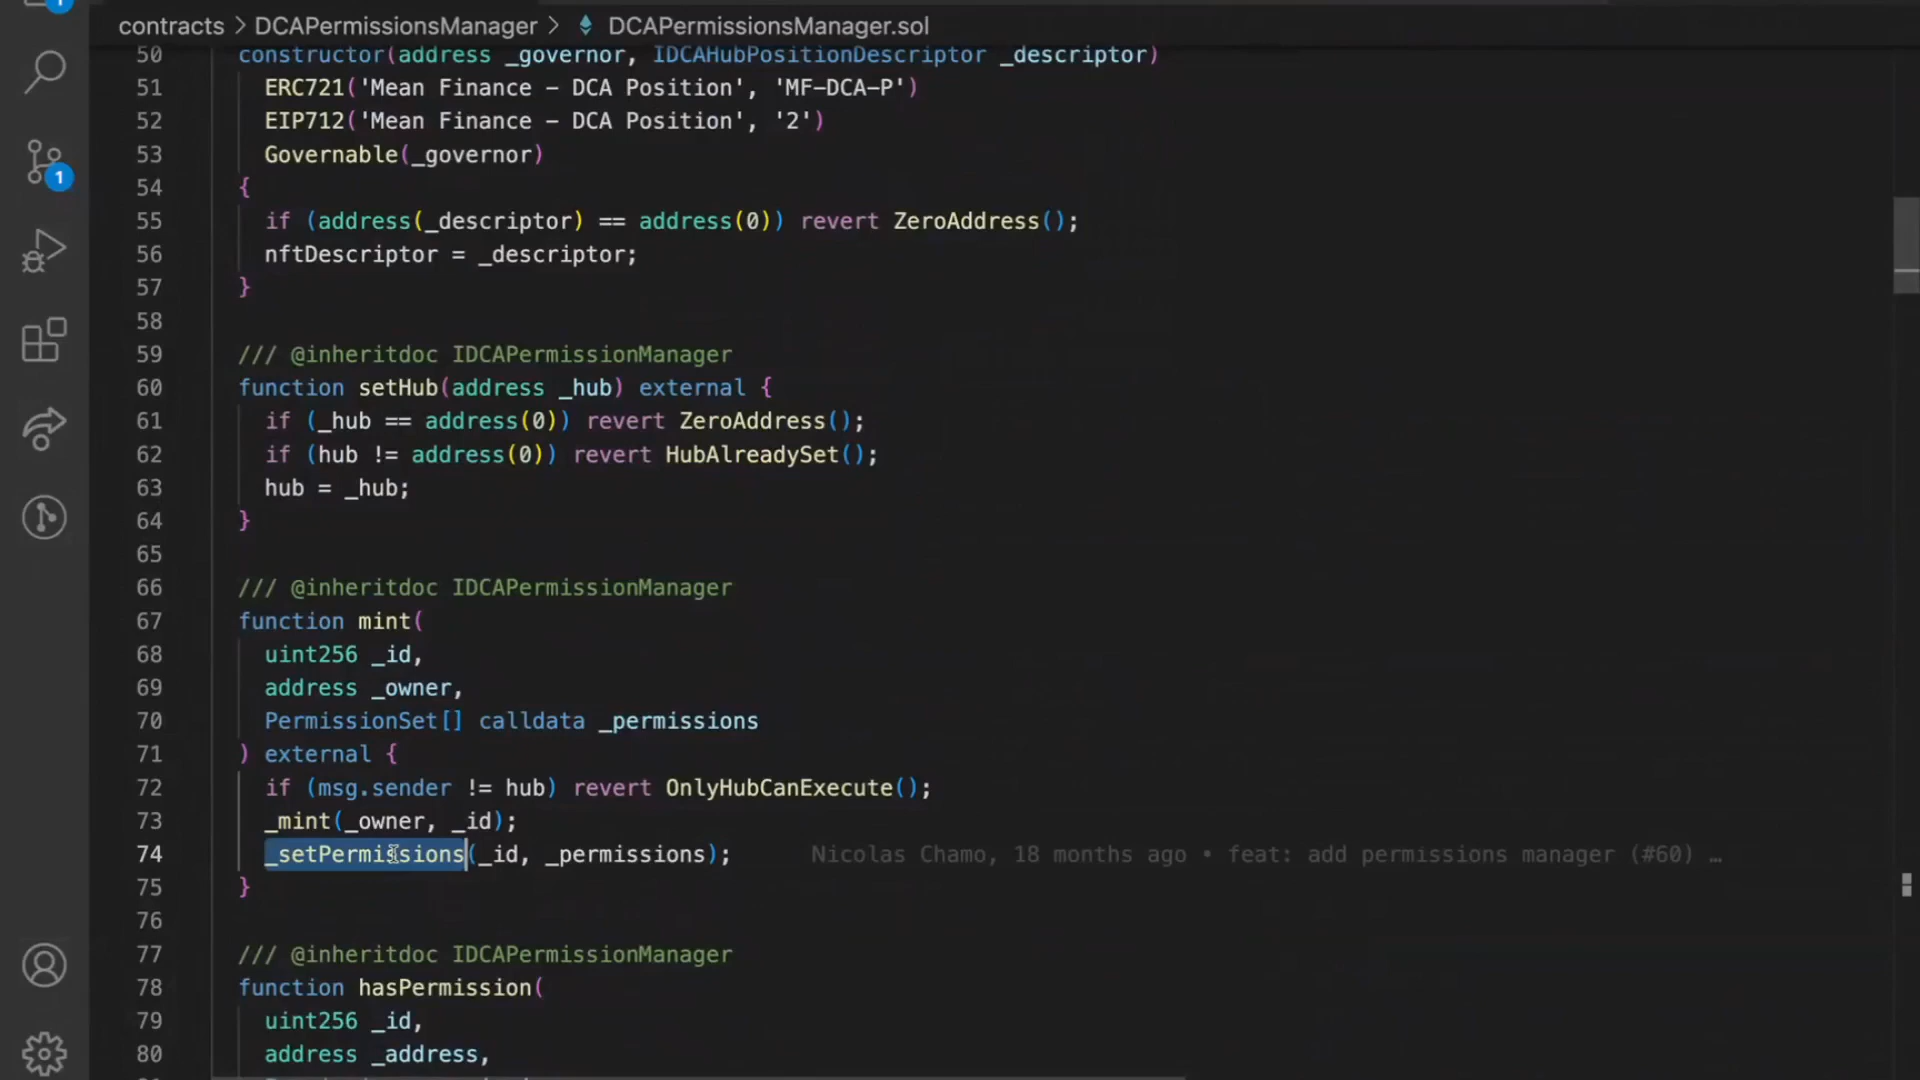 1
contracts > DCAPermissionsManager > DCAPermissionsManager.sol
50 constructor(address _governor, IDCAHubPositionDescriptor _descriptor)
51 ERC721('Mean Finance - DCA Position', 'MF-DCA-P')
52 EIP712('Mean Finance - DCA Position', '2')
53 Governable(_governor)
54 {
55 if (address(_descriptor) == address(0)) revert ZeroAddress();
56 nftDescriptor = _descriptor;
57 }
58
59 /// @inheritdoc IDCAPermissionManager
60 function setHub(address _hub) external {
61 if (_hub == address(0)) revert ZeroAddress();
62 if (hub != address(0)) revert HubAlreadySet();
63 hub = _hub;
64 }
65
66 /// @inheritdoc IDCAPermissionManager
67 function mint(
68 uint256 _id,
69 address _owner,
70 PermissionSet[] calldata _permissions
71 ) external {
72 if (msg.sender != hub) revert OnlyHubCanExecute();
73 _mint(_owner, _id);
74 _setPermissions(_id, _permissions); Nicolas Chamo, 18 months ago • feat: add permissions manager (#60) …
75 }
76
77 /// @inheritdoc IDCAPermissionManager
78 function hasPermission(
79 uint256 _id,
80 address _address,
1